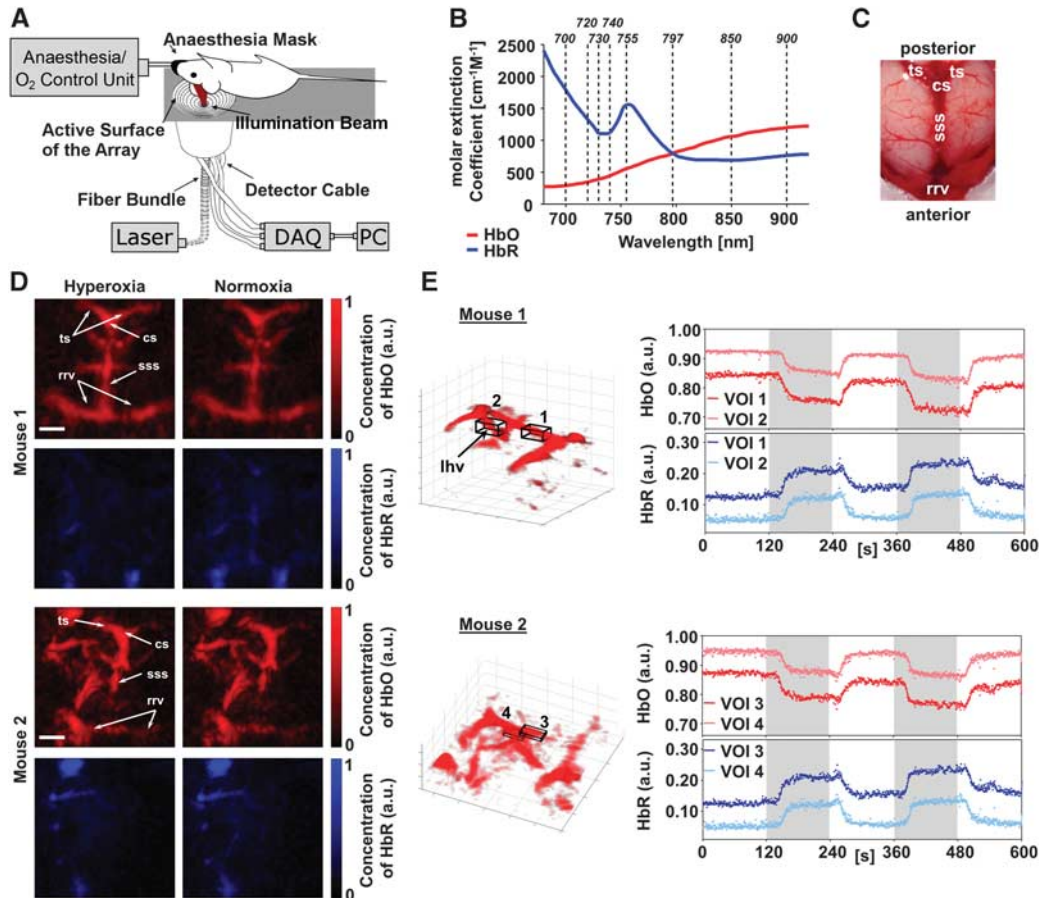 A
Anaesthesia Mask
Anaesthesia/
O₂ Control Unit
Active Surface
of the Array
Illumination Beam
Fiber Bundle
Detector Cable
Laser
DAQ
PC
B
720 740
700 730 755 797 850 900
molar extinction
Coefficient [cm⁻¹M⁻¹]
2500
2000
1500
1000
500
0
700 750 800 850 900
Wavelength [nm]
HbO
HbR
C
posterior
ts ts
cs
sss
rrv
anterior
D
Hyperoxia Normoxia
Mouse 1
ts
cs
sss
rrv
1
0
Concentration
of HbO (a.u.)
1
0
Concentration
of HbR (a.u.)
Mouse 2
ts
cs
sss
rrv
1
0
Concentration
of HbO (a.u.)
1
0
Concentration
of HbR (a.u.)
E
Mouse 1
2
1
lhv
HbO (a.u.)
1.00
0.90
0.80
0.70
VOI 1
VOI 2
HbR (a.u.)
0.30
0.20
0.10
VOI 1
VOI 2
0 120 240 360 480 600
[s]
Mouse 2
4 3
HbO (a.u.)
1.00
0.90
0.80
0.70
VOI 3
VOI 4
HbR (a.u.)
0.30
0.20
0.10
VOI 3
VOI 4
0 120 240 360 480 600
[s]